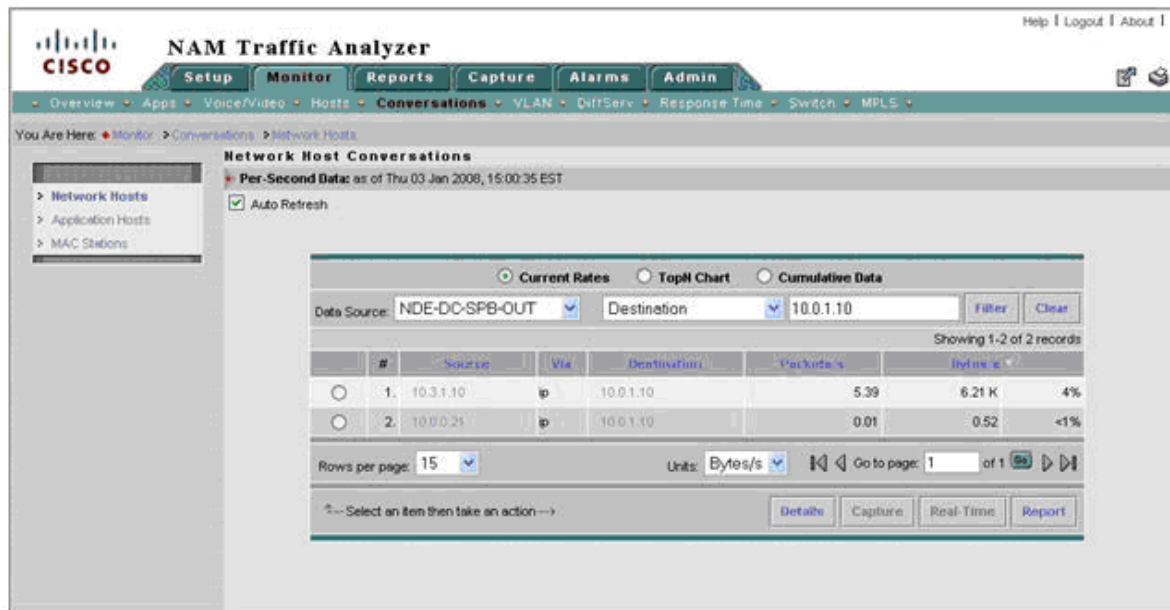 Help | Logout | About |
CISCO
NAM Traffic Analyzer
Setup Monitor Reports Capture Alarms Admin
Overview Apps Voice/Video Hosts Conversations VLAN DiffServ Response Time Switch MPLS
You Are Here: Monitor > Conversations > Network Hosts
> Network Hosts
> Application Hosts
> MAC Stations
Network Host Conversations
Per-Second Data: as of Thu 03 Jan 2008, 15:00:35 EST
Auto Refresh
Current Rates TopN Chart Cumulative Data
Data Source: NDE-DC-SPB-OUT Destination 10.0.1.10 Filter Clear
Showing 1-2 of 2 records
# Source Via Destination Packets/s Bytes/s
1. 10.3.1.10 ip 10.0.1.10 5.39 6.21 K 4%
2. 10.0.0.21 ip 10.0.1.10 0.01 0.52 <1%
Rows per page: 15 Units: Bytes/s Go to page: 1 of 1 Go
Select an item then take an action --> Details Capture Real-Time Report